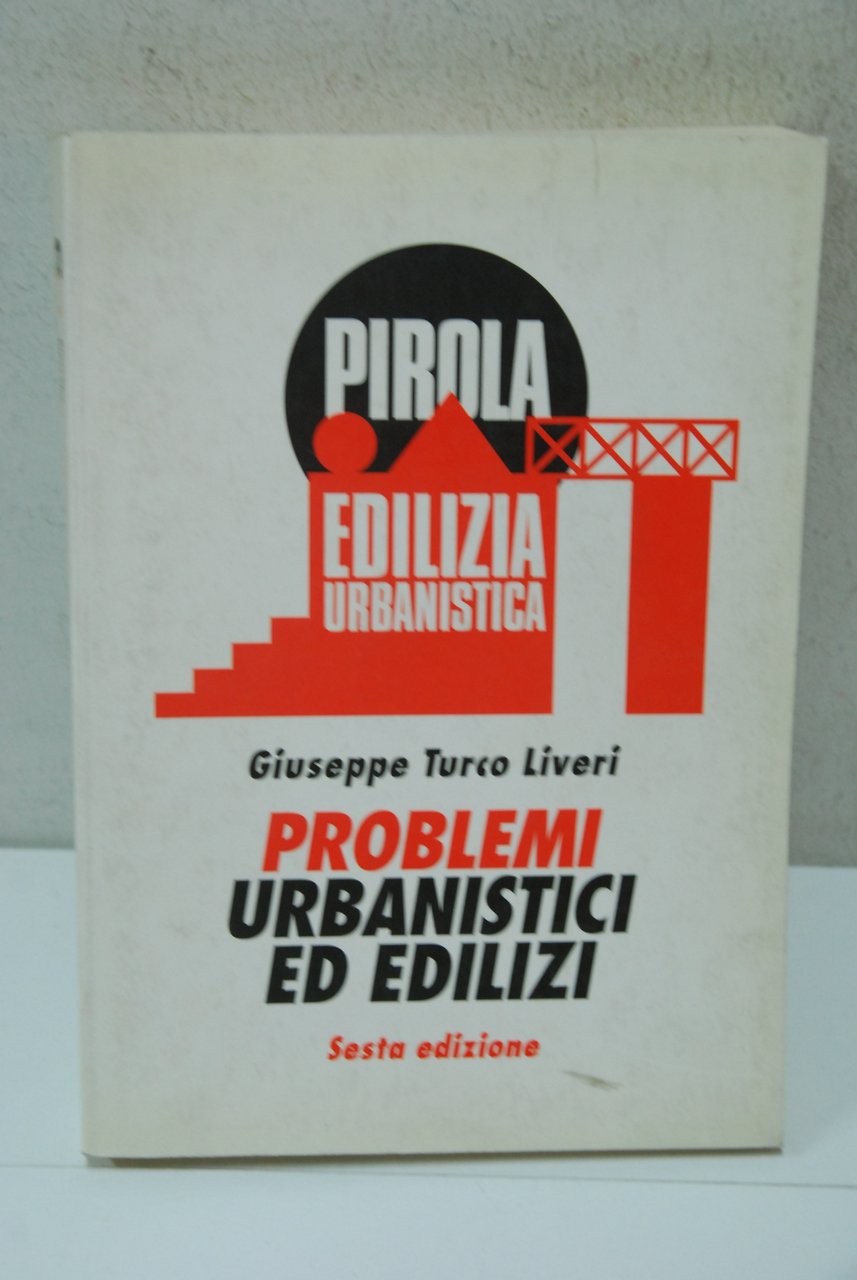 PIROLA
EDILIZIA
URBANISTICA
Giuseppe Turco Liveri
PROBLEMI
URBANISTICI
ED EDILIZI
Sesta edizione